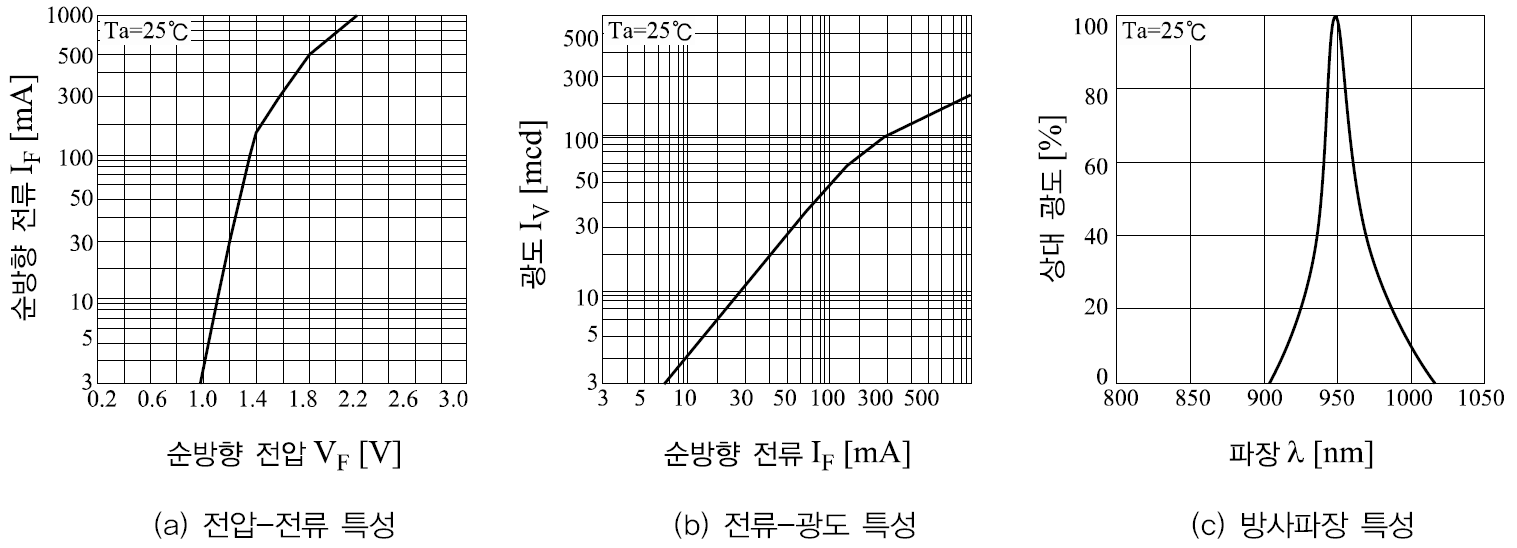 순방향 전류 I_F [mA]
Ta=25℃
1000
500
300
100
50
30
10
5
3
0.2 0.6 1.0 1.4 1.8 2.2 2.6 3.0
순방향 전압 V_F [V]
(a) 전압-전류 특성
광도 I_V [mcd]
Ta=25℃
500
300
100
50
30
10
5
3
3 5 10 30 50 100 300 500
순방향 전류 I_F [mA]
(b) 전류-광도 특성
상대 광도 [%]
Ta=25℃
100
80
60
40
20
0
800 850 900 950 1000 1050
파장 λ [nm]
(c) 방사파장 특성